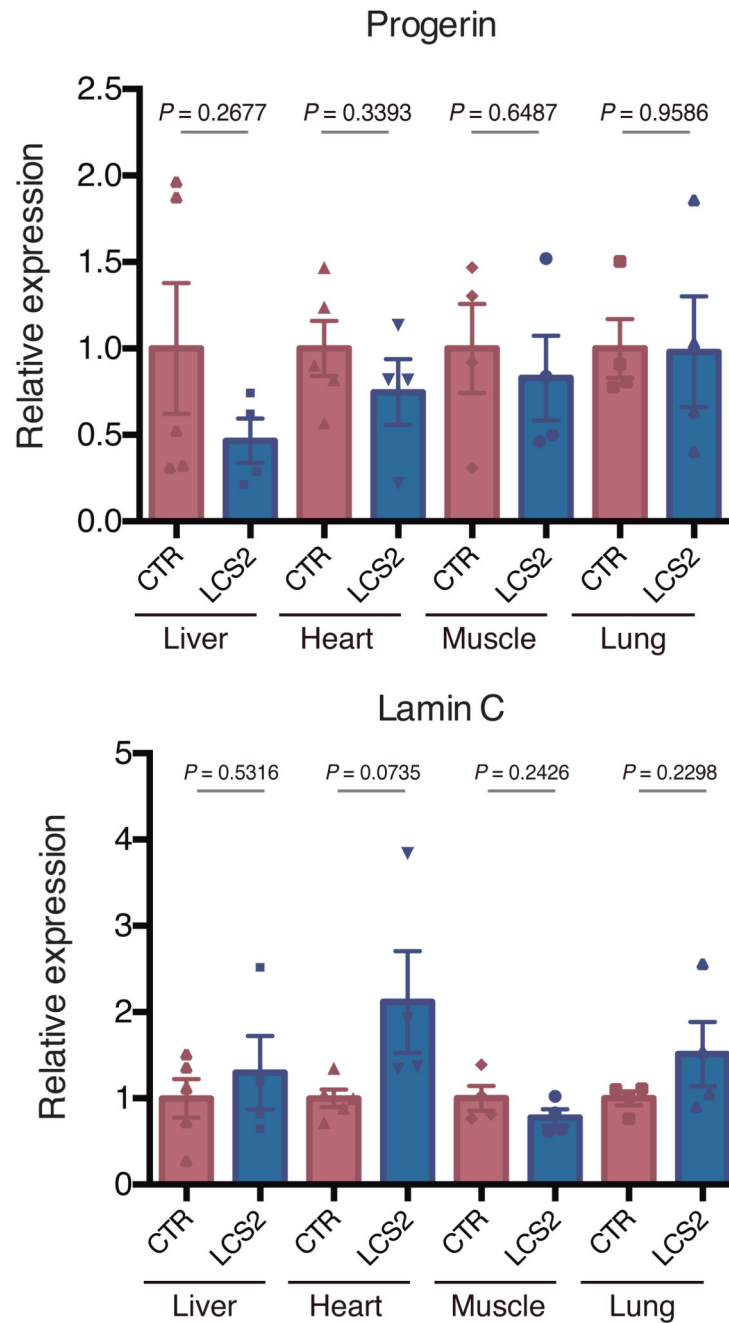 Progerin
Relative expression
2.5
2.0
1.5
1.0
0.5
0.0
P = 0.2677
P = 0.3393
P = 0.6487
P = 0.9586
CTR
LCS2
CTR
LCS2
CTR
LCS2
CTR
LCS2
Liver
Heart
Muscle
Lung
Lamin C
Relative expression
5
4
3
2
1
0
P = 0.5316
P = 0.0735
P = 0.2426
P = 0.2298
CTR
LCS2
CTR
LCS2
CTR
LCS2
CTR
LCS2
Liver
Heart
Muscle
Lung